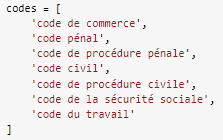 codes = [
    'code de commerce',
    'code pénal',
    'code de procédure pénale',
    'code civil',
    'code de procédure civile',
    'code de la sécurité sociale',
    'code du travail'
]